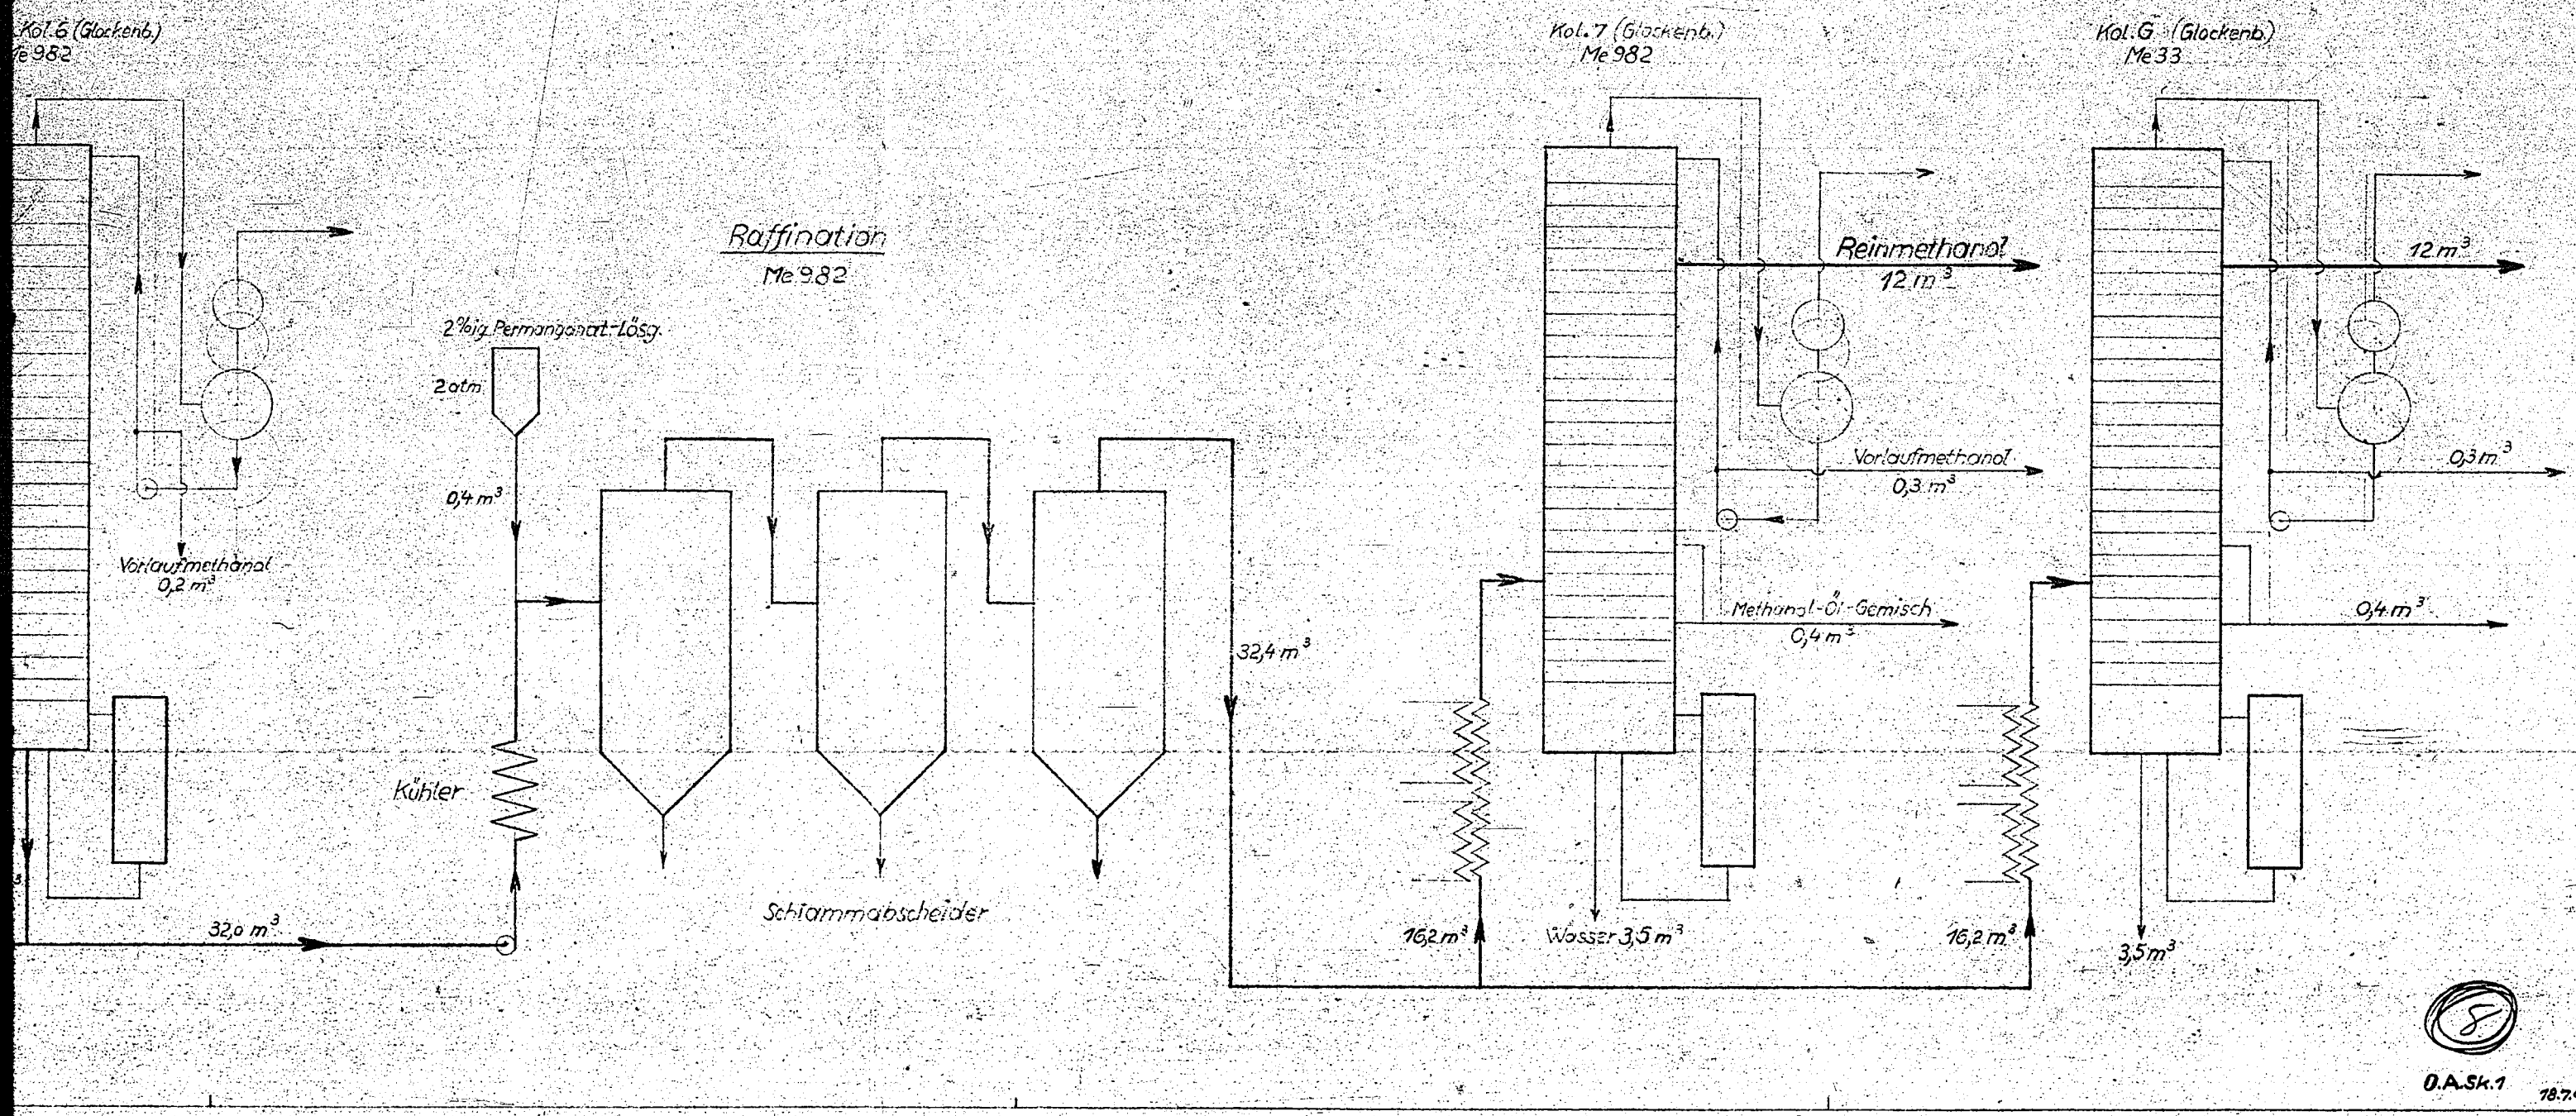 Kol.6 (Glockenb.)
Me 982
Kol.7 (Glockenb.)
Me 982
Kol.G (Glockenb.)
Me 33
Raffination
Me 982
2%ig.Permanganat-Lösg.
2 atm
0,4 m³
Vorlaufmethanol
0,2 m³
Kühler
32,0 m³
Schlammabscheider
32,4 m³
Reinmethanol
12 m³
Vorlaufmethanol
0,3 m³
Methanol-Öl-Gemisch
0,4 m³
16,2 m³
Wasser 3,5 m³
12 m³
0,3 m³
0,4 m³
16,2 m³
3,5 m³
8
O.A.Sk.1
18.7.